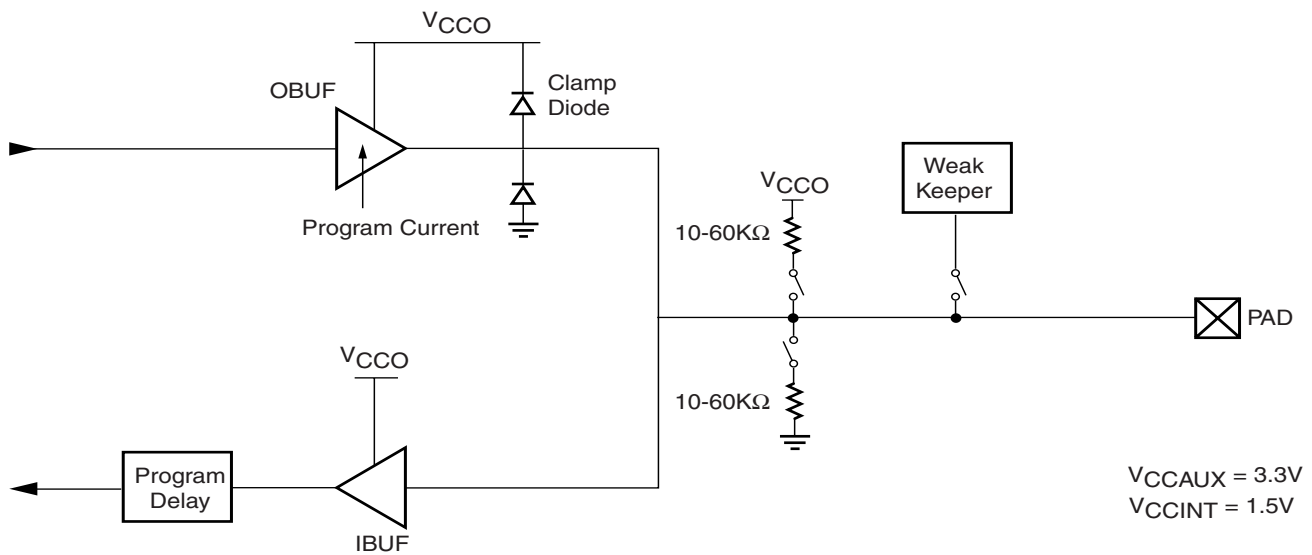 VCCO
OBUF
Clamp
Diode
Program Current
VCCO
10-60KΩ
Weak
Keeper
PAD
10-60KΩ
VCCO
Program
Delay
IBUF
VCCAUX = 3.3V
VCCINT = 1.5V